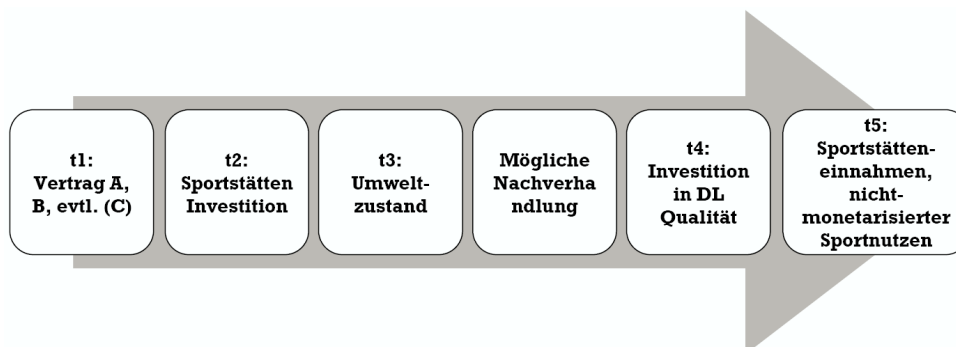 t1:
Vertrag A,
B, evtl. (C)
t2:
Sportstätten
Investition
t3:
Umwelt-
zustand
Mögliche
Nachverha
ndlung
t4:
Investition
in DL
Qualität
t5:
Sportstätten-
einnahmen,
nicht-
monetarisierter
Sportnutzen